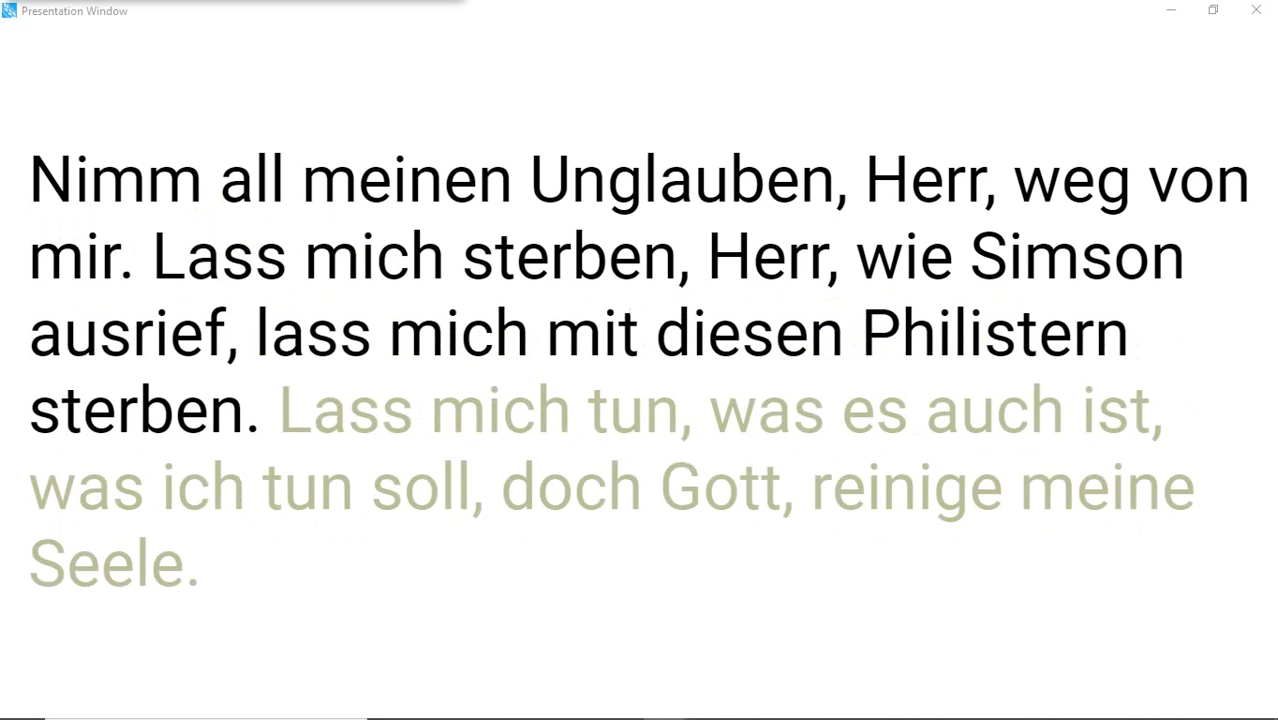 Presentation Window
Nimm all meinen Unglauben, Herr, weg von
mir. Lass mich sterben, Herr, wie Simson
ausrief, lass mich mit diesen Philistern
sterben. Lass mich tun, was es auch ist,
was ich tun soll, doch Gott, reinige meine
Seele.